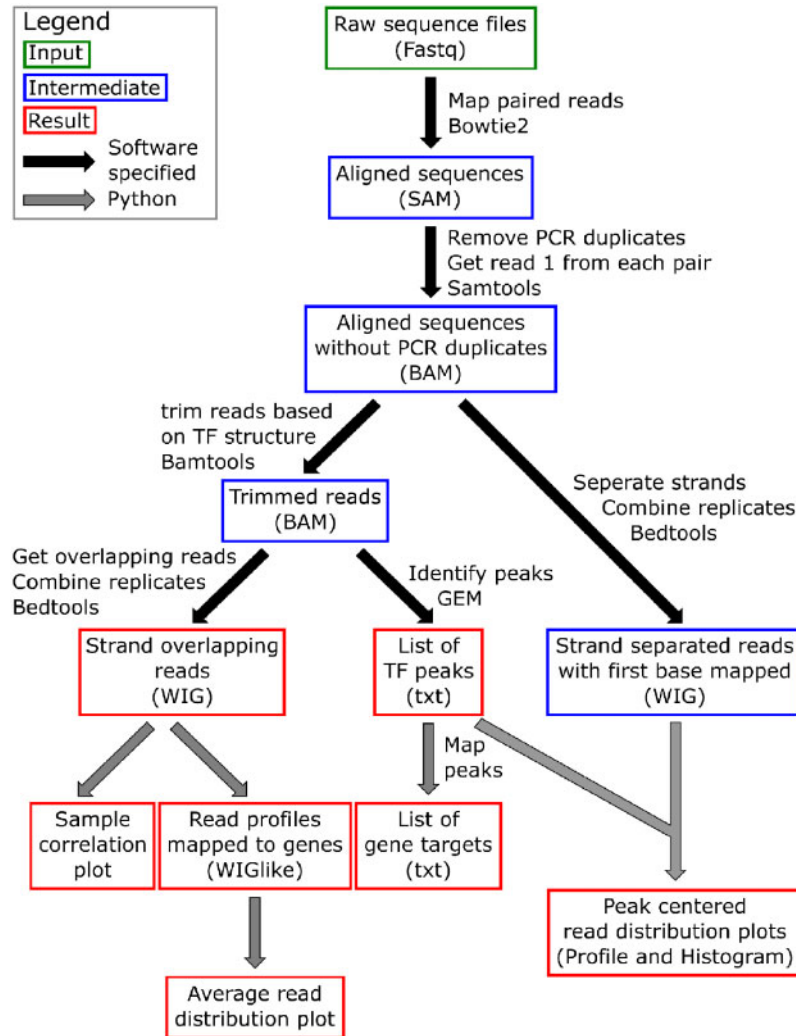 Legend
Input
Intermediate
Result
Software
specified
Python
Raw sequence files
(Fastq)
Map paired reads
Bowtie2
Aligned sequences
(SAM)
Remove PCR duplicates
Get read 1 from each pair
Samtools
Aligned sequences
without PCR duplicates
(BAM)
trim reads based
on TF structure
Bamtools
Seperate strands
Combine replicates
Bedtools
Trimmed reads
(BAM)
Get overlapping reads
Combine replicates
Bedtools
Identify peaks
GEM
Strand overlapping
reads
(WIG)
List of
TF peaks
(txt)
Strand separated reads
with first base mapped
(WIG)
Map
peaks
Sample
correlation
plot
Read profiles
mapped to genes
(WIGlike)
List of
gene targets
(txt)
Peak centered
read distribution plots
(Profile and Histogram)
Average read
distribution plot